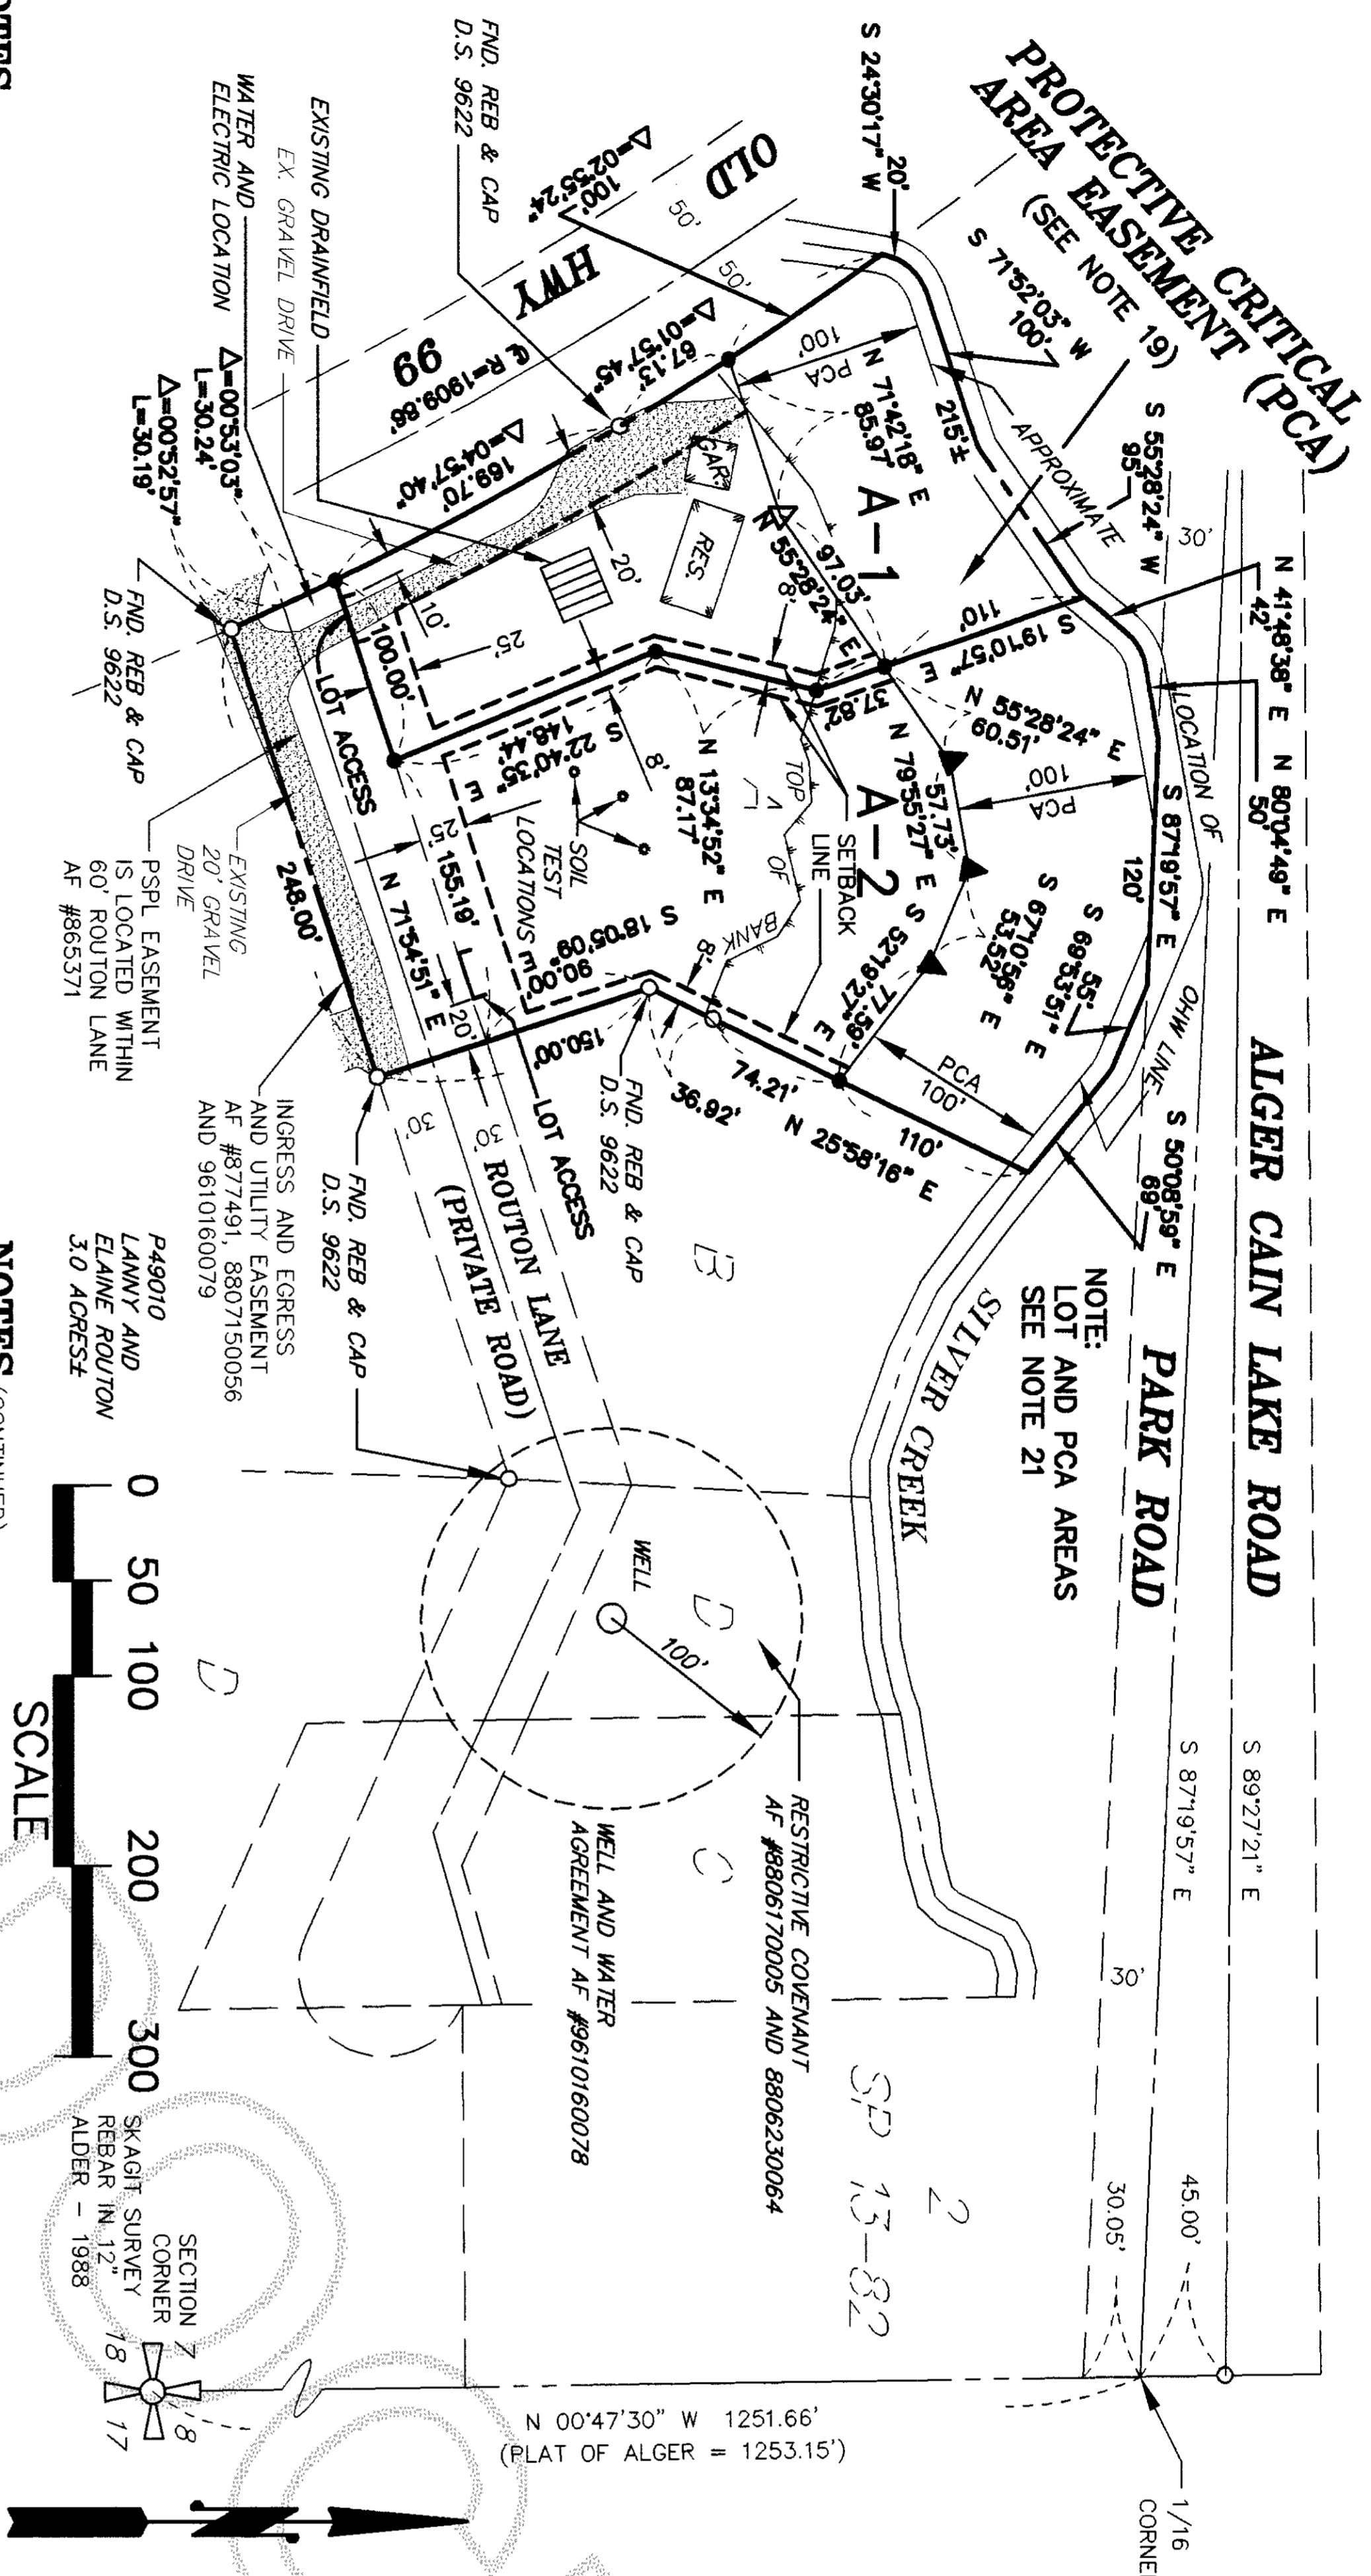 PROTECTIVE CRITICAL
AREA EASEMENT (PCA)
(SEE NOTE 19)
ALGER CAIN LAKE ROAD
PARK ROAD
S 89°27'21" E
S 87°19'57" E
30'
30'
45.00'
30.05'
1/16
CORNE
N 41°48'38" E
42'
N 80°04'49" E
50'
S 87°19'57" E
120'
S 55°28'24" W
95'
S 71°52'03" W
100'
20'
S 24°30'17" W
APPROXIMATE
LOCATION OF
OHW LINE
215'±
S 69°53'51" E
55'
S 50°08'59" E
69'
NOTE:
LOT AND PCA AREAS
SEE NOTE 21
SILVER CREEK
100'
PCA
PCA
100'
PCA
100'
N 71°42'18" E
85.97'
A-1
97.03'
N 55°28'24" E
110'
S 19°10'57" E
37.82'
N 55°28'24" E
60.51'
57.73'
N 79°55'27" E
S 67°10'56" E
53.52'
S 52°19'27" E
77.59'
A-2
SETBACK
LINE
TOP OF BANK
110'
N 25°58'16" E
74.21'
36.92'
N 13°34'52" E
87.17'
8'
8'
8'
S 22°40'35" E
148.44'
SOIL
TEST
LOCATIONS
S 18°05'09" E
90.00'
150.00'
155.19'
N 71°54'51" E
25'
25'
20'
20'
10'
100.00'
LOT ACCESS
LOT ACCESS
248.00'
GAR.
RES.
OLD HWY 99
50'
50'
℄ R=1909.86'
100'
Δ=02°55'24"
67.13'
Δ=01°57'45"
169.70'
Δ=04°57'40"
FND. REB & CAP
D.S. 9622
EXISTING DRAINFIELD
EX. GRAVEL DRIVE
WATER AND
ELECTRIC LOCATION
Δ=00°53'03"
L=30.24'
Δ=00°52'57"
L=30.19'
FND. REB & CAP
D.S. 9622
EXISTING
20' GRAVEL
DRIVE
PSPL EASEMENT
IS LOCATED WITHIN
60' ROUTON LANE
AF #865371
INGRESS AND EGRESS
AND UTILITY EASEMENT
AF #877491, 8807150056
AND 9610160079
FND. REB & CAP
D.S. 9622
FND. REB & CAP
D.S. 9622
30'
30'
ROUTON LANE
(PRIVATE ROAD)
B
D
C
D
WELL
100'
RESTRICTIVE COVENANT
AF #8806170005 AND 8806230064
WELL AND WATER
AGREEMENT AF #9610160078
2
SP 13-82
P49010
LANNY AND
ELAINE ROUTON
3.0 ACRES±
0 50 100 200 300
SCALE
SECTION
CORNER
SKAGIT SURVEY
REBAR IN 12"
ALDER - 1988
7
8
18
17
N 00°47'30" W 1251.66'
(PLAT OF ALGER = 1253.15')
NOTES (CONTINUED)